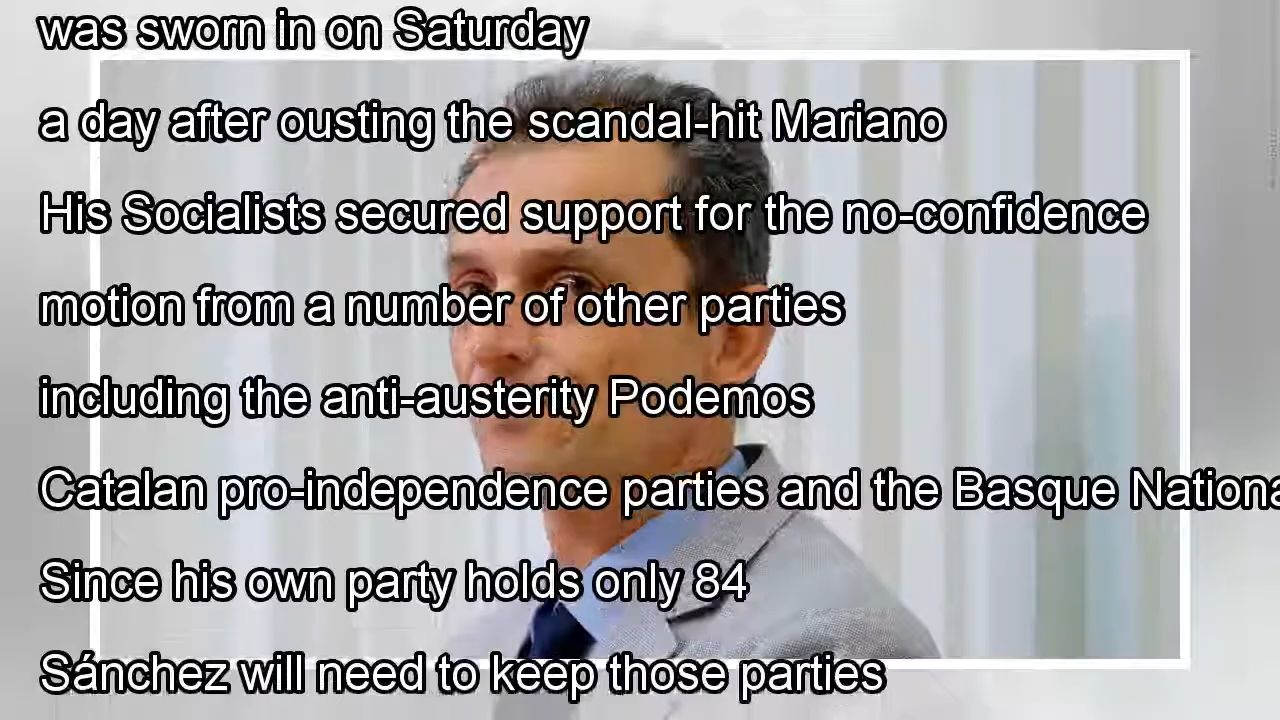 was sworn in on Saturday
a day after ousting the scandal-hit Mariano
His Socialists secured support for the no-confidence
motion from a number of other parties
including the anti-austerity Podemos
Catalan pro-independence parties and the Basque
Since his own party holds only 84
Sánchez will need to keep those parties